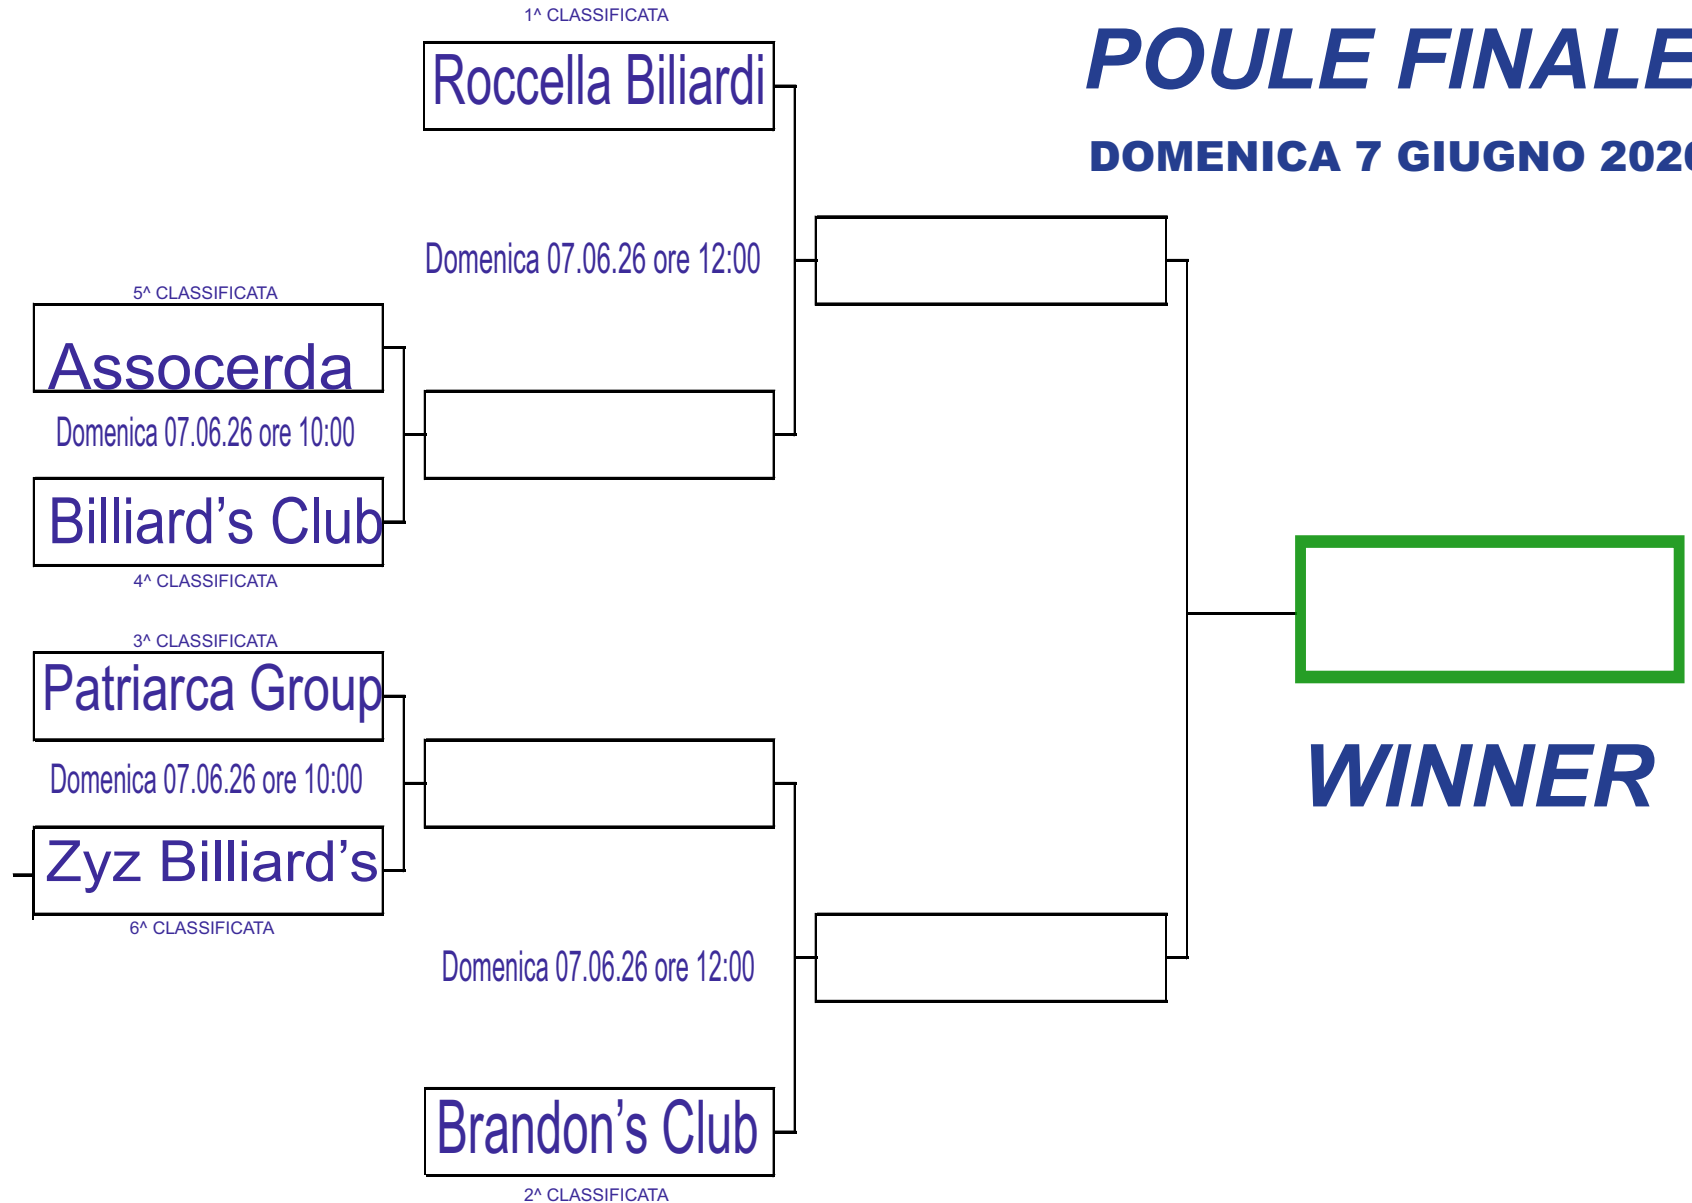 1^ CLASSIFICATA
Roccella Biliardi
POULE FINALE
DOMENICA 7 GIUGNO 2026
Domenica 07.06.26 ore 12:00
5^ CLASSIFICATA
Assocerda
Domenica 07.06.26 ore 10:00
Billiard’s Club
4^ CLASSIFICATA
3^ CLASSIFICATA
Patriarca Group
Domenica 07.06.26 ore 10:00
Zyz Billiard’s
6^ CLASSIFICATA
WINNER
Domenica 07.06.26 ore 12:00
Brandon’s Club
2^ CLASSIFICATA